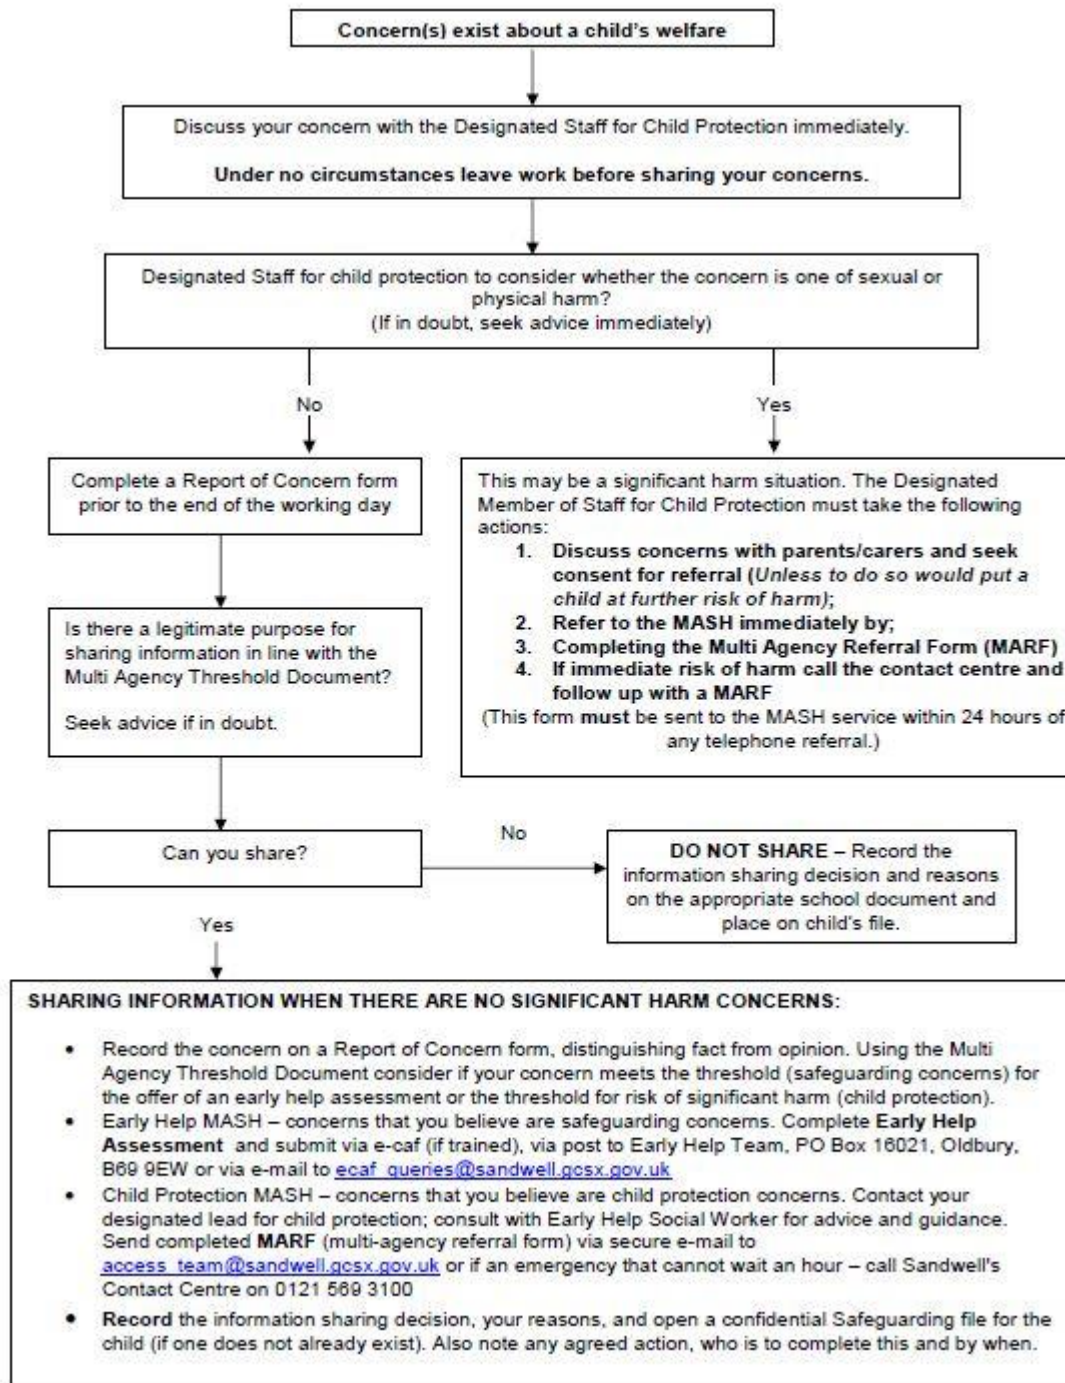 Concern(s) exist about a child's welfare
Discuss your concern with the Designated Staff for Child Protection immediately.
Under no circumstances leave work before sharing your concerns.
Designated Staff for child protection to consider whether the concern is one of sexual or
physical harm?
(If in doubt, seek advice immediately)
No
Yes
Complete a Report of Concern form
prior to the end of the working day
This may be a significant harm situation. The Designated
Member of Staff for Child Protection must take the following
actions:
1. Discuss concerns with parents/carers and seek
consent for referral (Unless to do so would put a
child at further risk of harm);
2. Refer to the MASH immediately by;
3. Completing the Multi Agency Referral Form (MARF)
4. If immediate risk of harm call the contact centre and
follow up with a MARF
(This form must be sent to the MASH service within 24 hours of
any telephone referral.)
Is there a legitimate purpose for
sharing information in line with the
Multi Agency Threshold Document?
Seek advice if in doubt.
Can you share?
No
DO NOT SHARE – Record the
information sharing decision and reasons
on the appropriate school document and
place on child's file.
Yes
SHARING INFORMATION WHEN THERE ARE NO SIGNIFICANT HARM CONCERNS:
• Record the concern on a Report of Concern form, distinguishing fact from opinion. Using the Multi
Agency Threshold Document consider if your concern meets the threshold (safeguarding concerns) for
the offer of an early help assessment or the threshold for risk of significant harm (child protection).
• Early Help MASH – concerns that you believe are safeguarding concerns. Complete Early Help
Assessment and submit via e-caf (if trained), via post to Early Help Team, PO Box 16021, Oldbury,
B69 9EW or via e-mail to ecaf_queries@sandwell.gcsx.gov.uk
• Child Protection MASH – concerns that you believe are child protection concerns. Contact your
designated lead for child protection; consult with Early Help Social Worker for advice and guidance.
Send completed MARF (multi-agency referral form) via secure e-mail to
access_team@sandwell.gcsx.gov.uk or if an emergency that cannot wait an hour – call Sandwell's
Contact Centre on 0121 569 3100
• Record the information sharing decision, your reasons, and open a confidential Safeguarding file for the
child (if one does not already exist). Also note any agreed action, who is to complete this and by when.